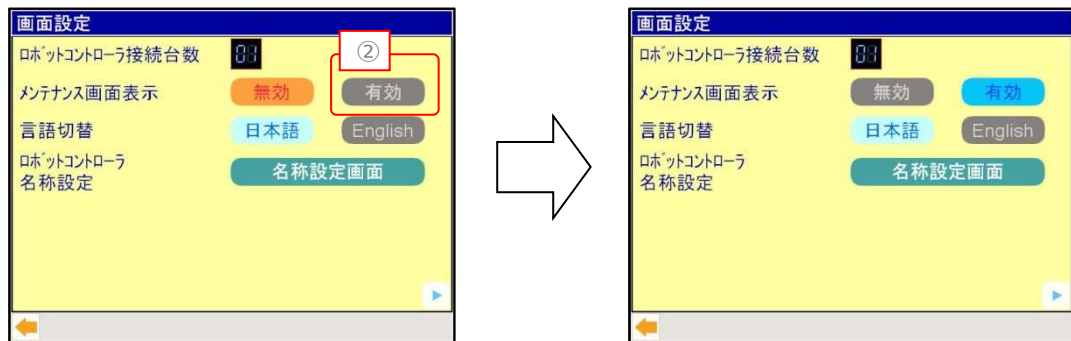 画面設定
ロボットコントローラ接続台数 01
②
メンテナンス画面表示 無効 有効
言語切替 日本語 English
ロボットコントローラ
名称設定 名称設定画面
画面設定
ロボットコントローラ接続台数 01
メンテナンス画面表示 無効 有効
言語切替 日本語 English
ロボットコントローラ
名称設定 名称設定画面